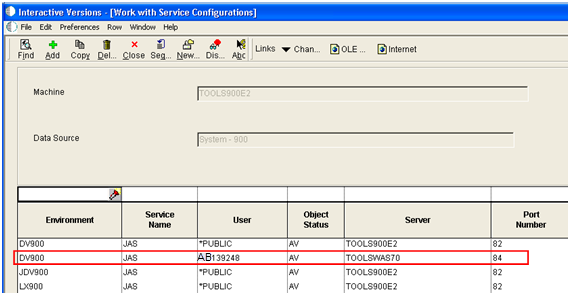 Interactive Versions - [Work with Service Configurations]
File Edit Preferences Row Window Help
Find Add Copy Del... Close Seq... New... Dis... Abc Links Chan... OLE ... Internet
Machine TOOLS900E2
Data Source System - 900
Environment Service Name User Object Status Server Port Number
DV900 JAS *PUBLIC AV TOOLS900E2 82
DV900 JAS AB139248 AV TOOLSWAS70 84
JDV900 JAS *PUBLIC AV TOOLS900E2 82
LX900 JAS *PUBLIC AV TOOLS900E2 82